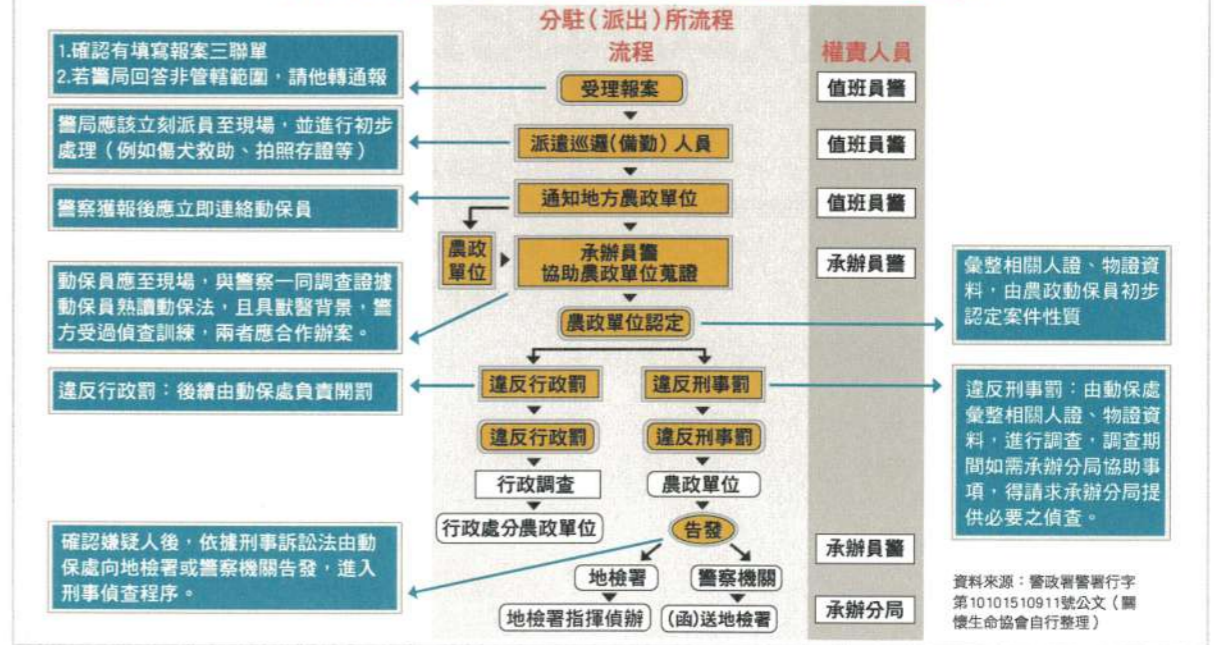 分駐(派出)所流程
流程
權責人員
1.確認有填寫報案三聯單
2.若警局回答非管轄範圍,請他轉通報
受理報案
值班員警
警局應該立刻派員至現場,並進行初步
處理(例如傷犬救助、拍照存證等)
派遣巡邏(備勤)人員
值班員警
警察獲報後應立即連絡動保員
通知地方農政單位
值班員警
農政
單位
承辦員警
協助農政單位蒐證
承辦員警
動保員應至現場,與警察一同調查證據
動保員熟讀動保法,且具獸醫背景,警
方受過偵查訓練,兩者應合作辦案。
農政單位認定
彙整相關人證、物證資
料,由農政動保員初步
認定案件性質
違反行政罰:後續由動保處負責開罰
違反行政罰
違反刑事罰
違反刑事罰:由動保處
彙整相關人證、物證資
料,進行調查,調查期
間如需承辦分局協助事
項,得請求承辦分局提
供必要之偵查。
違反行政罰
違反刑事罰
行政調查
農政單位
行政處分農政單位
告發
確認嫌疑人後,依據刑事訴訟法由動
保處向地檢署或警察機關告發,進入
刑事偵查程序。
承辦員警
地檢署
警察機關
地檢署指揮偵辦
(函)送地檢署
承辦分局
資料來源:警政署警署行字
第10101510911號公文(關
懷生命協會自行整理)